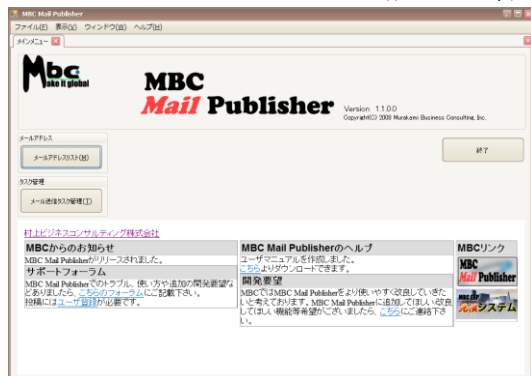 MBC Mail Publisher
ファイル(F) 表示(V) ウィンドウ(W) ヘルプ(H)
メインメニュー
Mbc
Make it global
MBC
Mail Publisher
Version 1.1.0.0
Copyright(C) 2008 Murakami Business Consulting, Inc.
メールアドレス
メールアドレスリスト(M)
終了
タスク管理
メール送信タスク管理(T)
村上ビジネスコンサルティング株式会社
MBCからのお知らせ
MBC Mail Publisherがリリースされました。
サポートフォーラム
MBC Mail Publisherでのトラブル、使い方や追加の開発要望な
どありましたら、こちらのフォーラムにご記載下さい。
投稿にはユーザ登録が必要です。
MBC Mail Publisherのヘルプ
ユーザマニュアルを作成しました。
こちらよりダウンロードできます。
開発要望
MBCではMBC Mail Publisherをより使いやすく改良していきた
いと考えております。MBC Mail Publisherに追加してほしい、改良
してほしい機能等希望がございましたら、こちらにご連絡下さ
い。
MBCリンク
MBC
Mail Publisher
システム